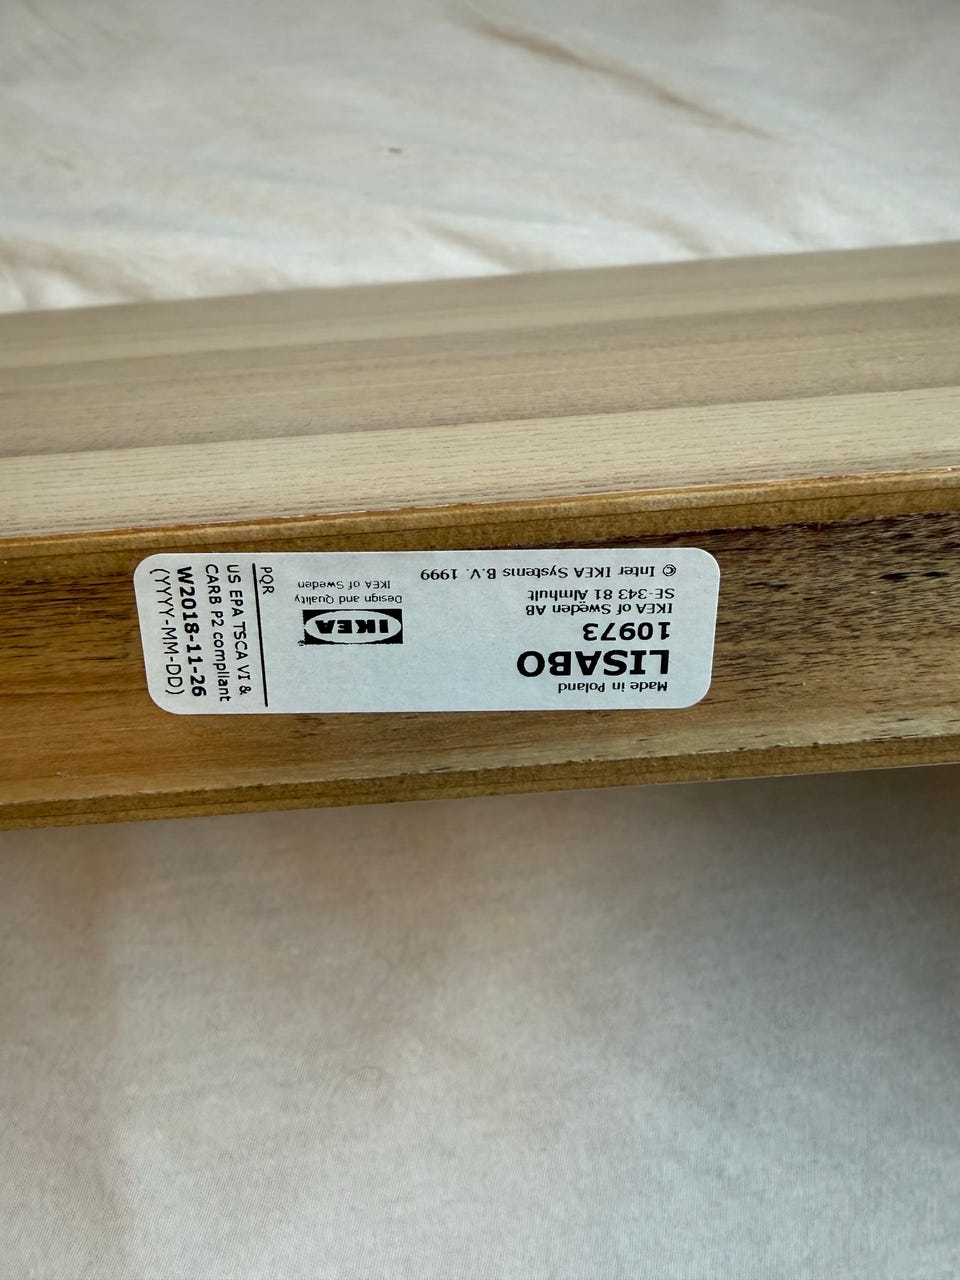 Made in Poland
LISABO
10973
IKEA of Sweden AB
SE-343 81 Älmhult
© Inter IKEA Systems B.V. 1999
IKEA
Design and Quality
IKEA of Sweden
PQR
US EPA TSCA VI &
CARB P2 compliant
W2018-11-26
(YYYY-MM-DD)